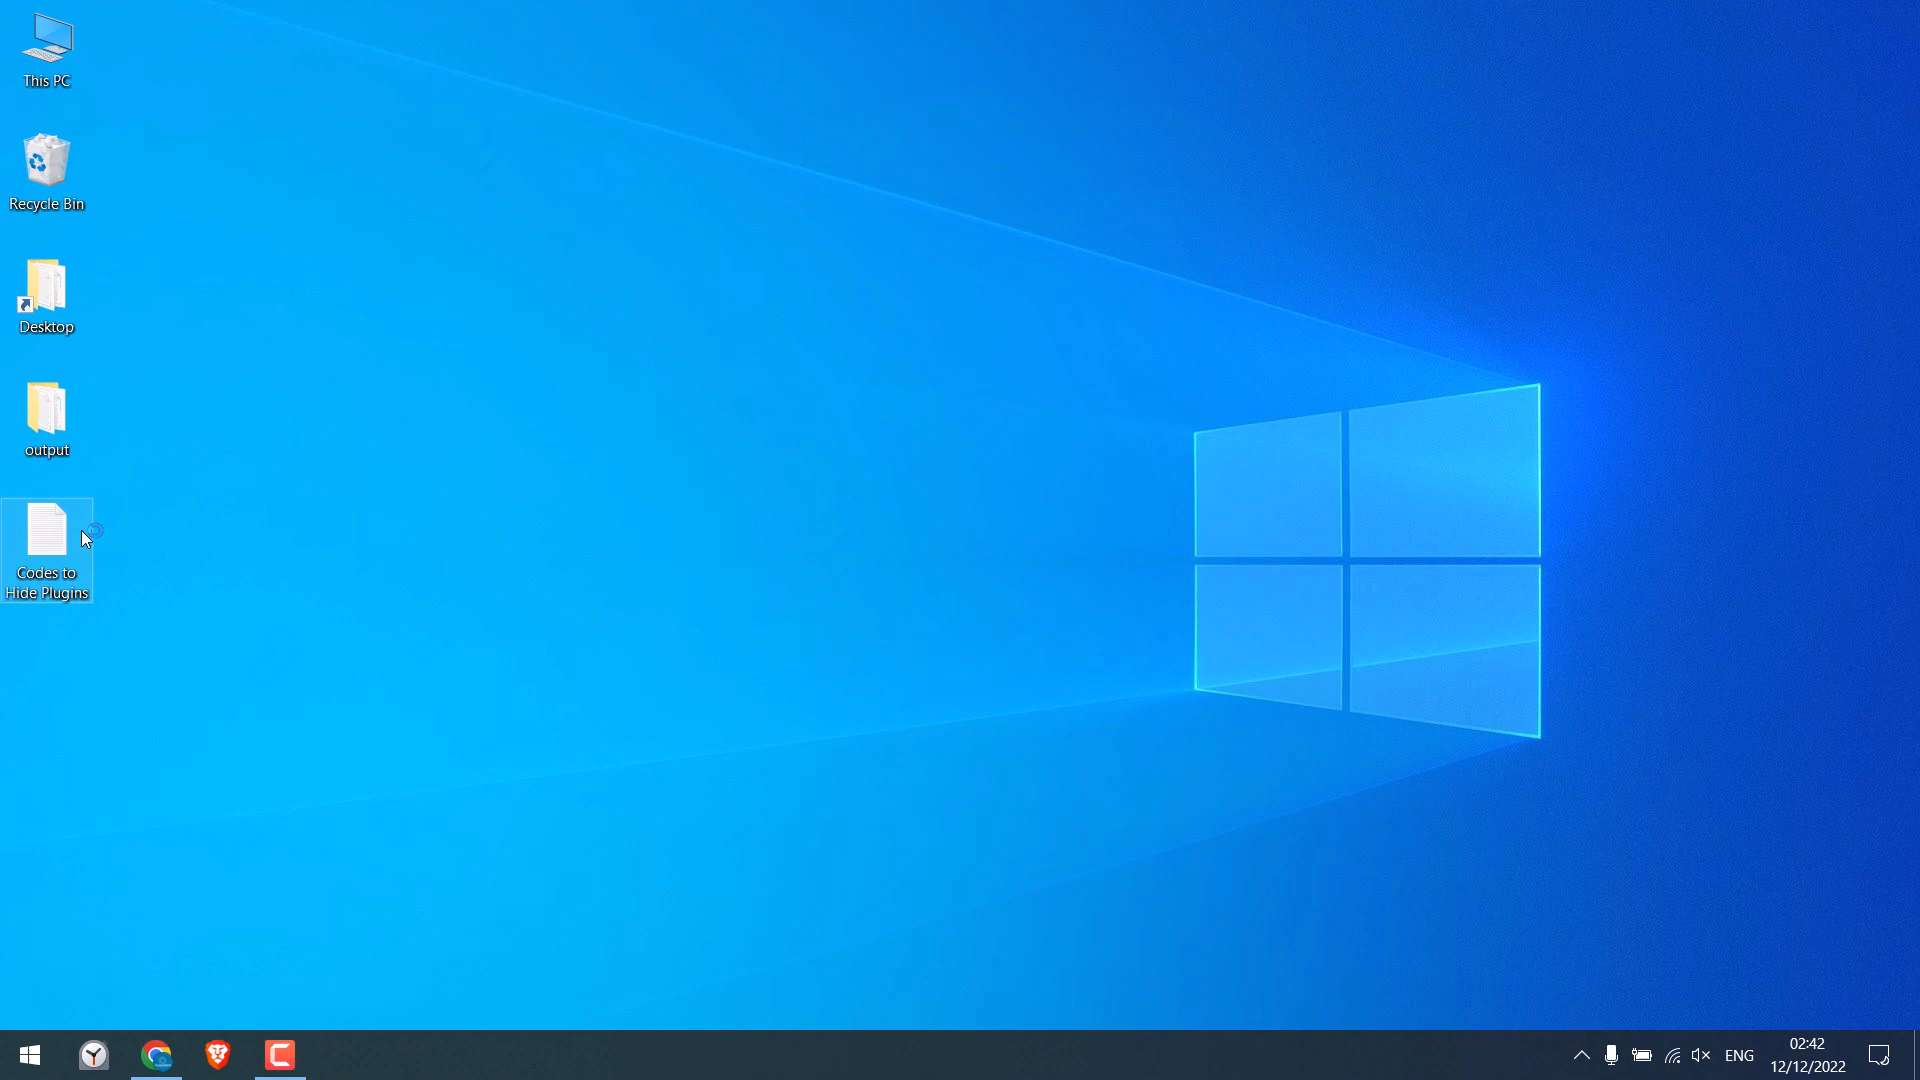 This PC
Recycle Bin
Desktop
output
Codes to
Hide Plugins
ENG
02:42
12/12/2022